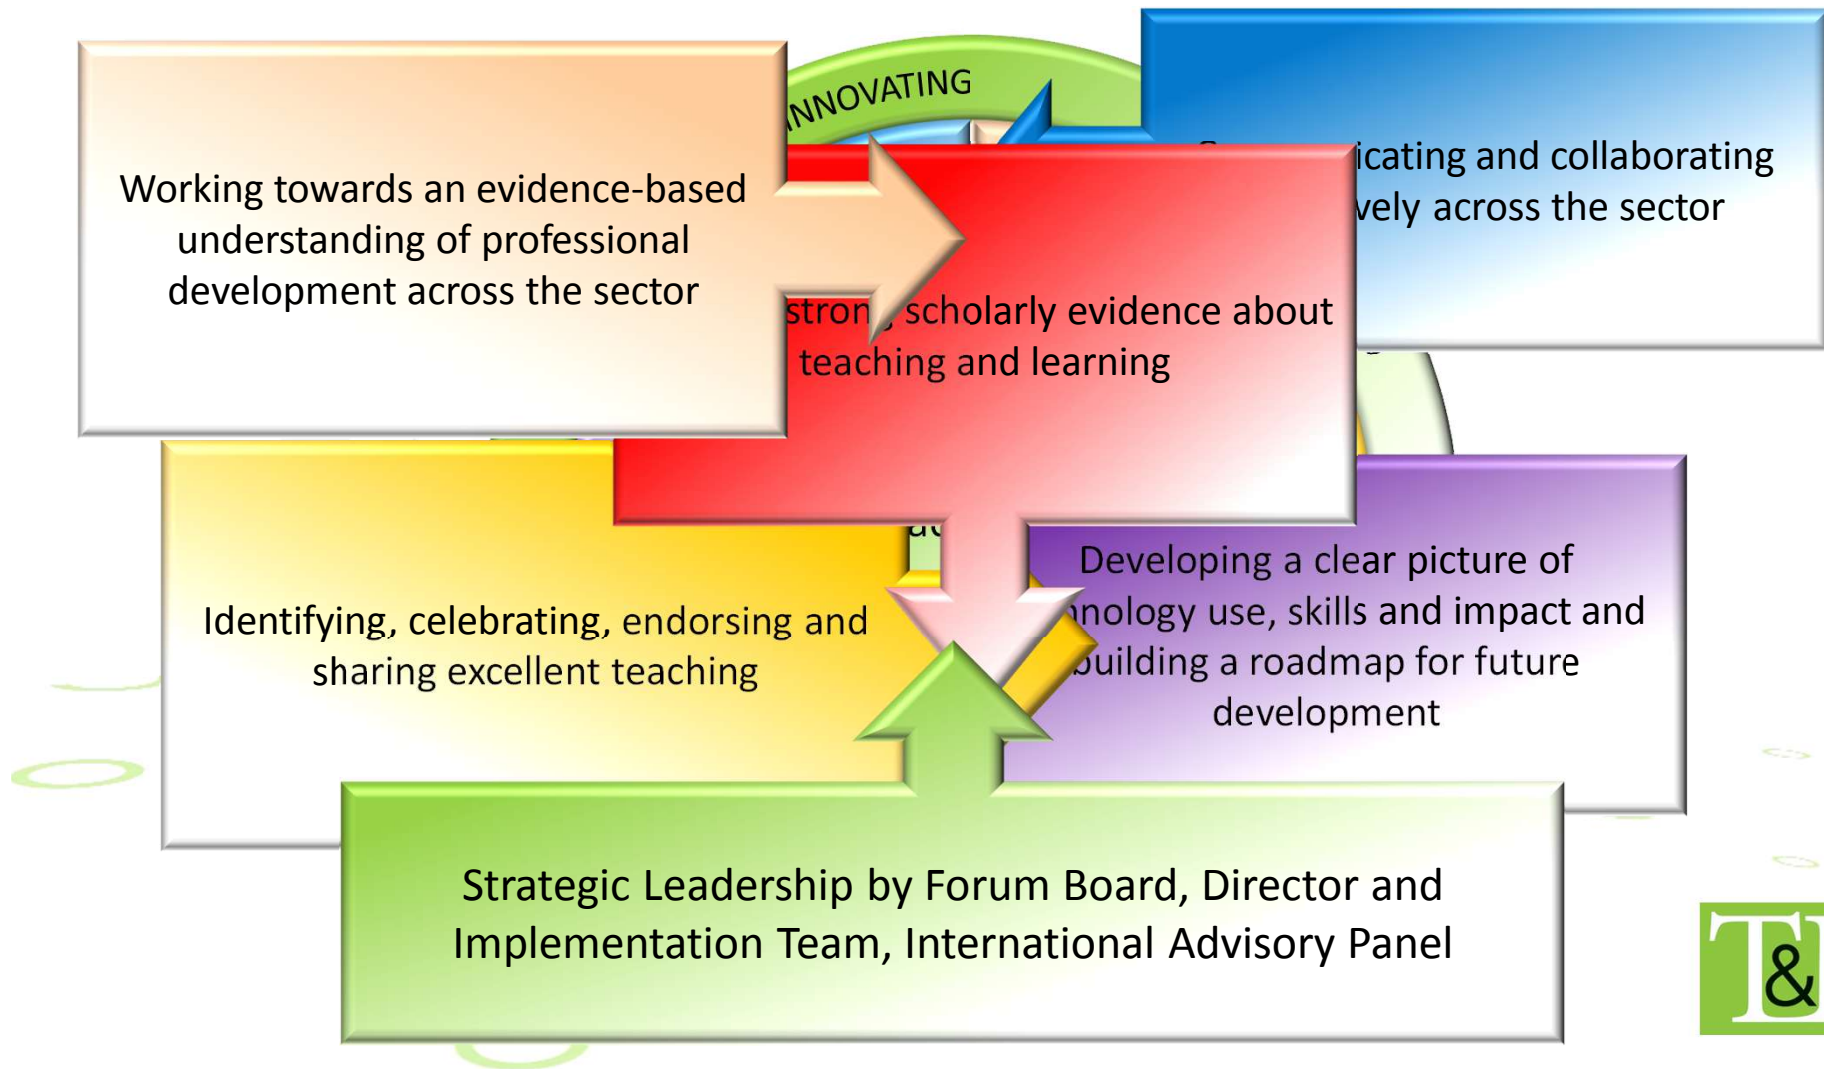 INNOVATING
Working towards an evidence-based
understanding of professional
development across the sector
and collaborating
across the sector
scholarly evidence about
teaching and learning
Identifying, celebrating, endorsing and
sharing excellent teaching
Developing a clear picture of
use, skills and impact and
building a roadmap for future
development
Strategic Leadership by Forum Board, Director and
Implementation Team, International Advisory Panel
T&